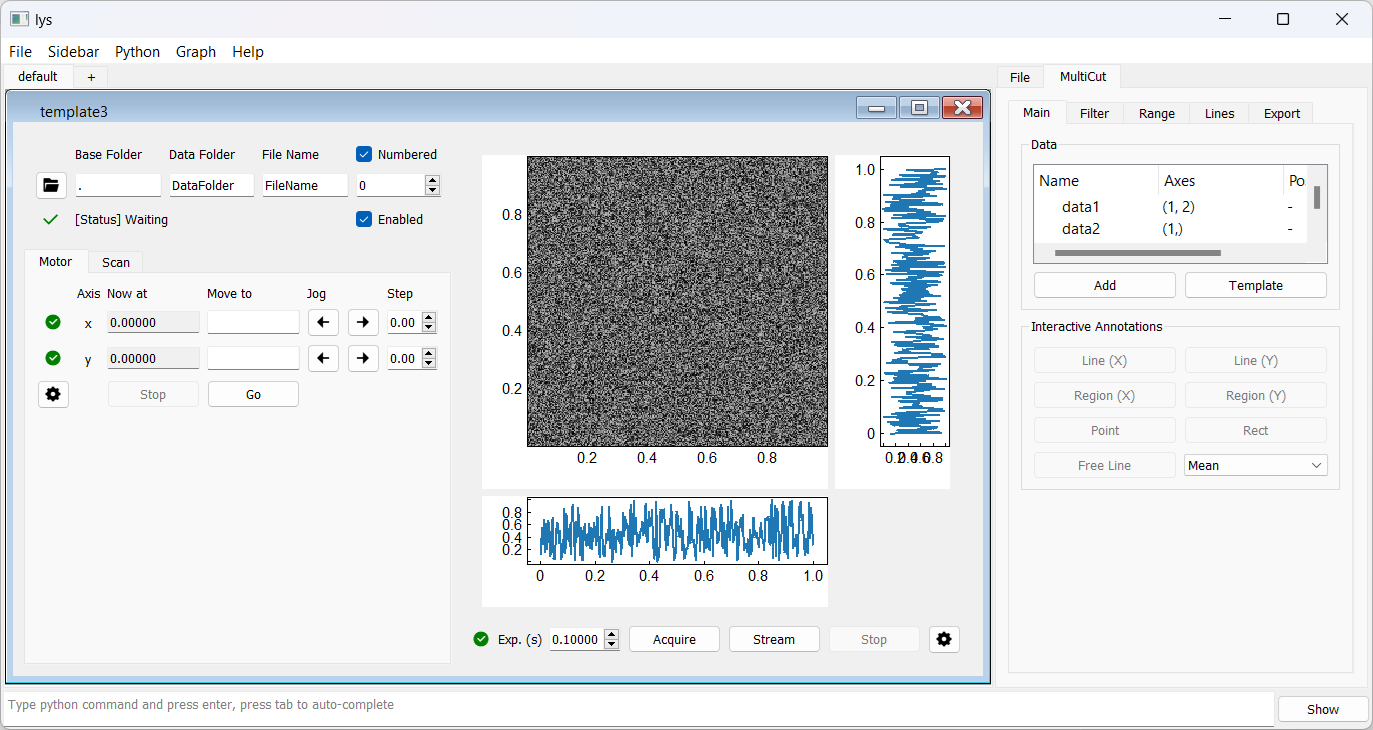 lys
File Sidebar Python Graph Help
default +
File MultiCut
template3
Main Filter Range Lines Export
Base Folder Data Folder File Name Numbered
. DataFolder FileName 0
[Status] Waiting Enabled
Motor Scan
Axis Now at Move to Jog Step
x 0.00000 0.00
y 0.00000 0.00
Stop Go
0.8
0.6
0.4
0.2
0.2 0.4 0.6 0.8
1.0
0.8
0.6
0.4
0.2
0
0.2 0.4 0.6 0.8
0.8
0.6
0.4
0.2
0 0.2 0.4 0.6 0.8 1.0
Exp. (s) 0.10000 Acquire Stream Stop
Data
Name Axes Po
data1 (1, 2) -
data2 (1,) -
Add Template
Interactive Annotations
Line (X) Line (Y)
Region (X) Region (Y)
Point Rect
Free Line Mean
Type python command and press enter, press tab to auto-complete
Show